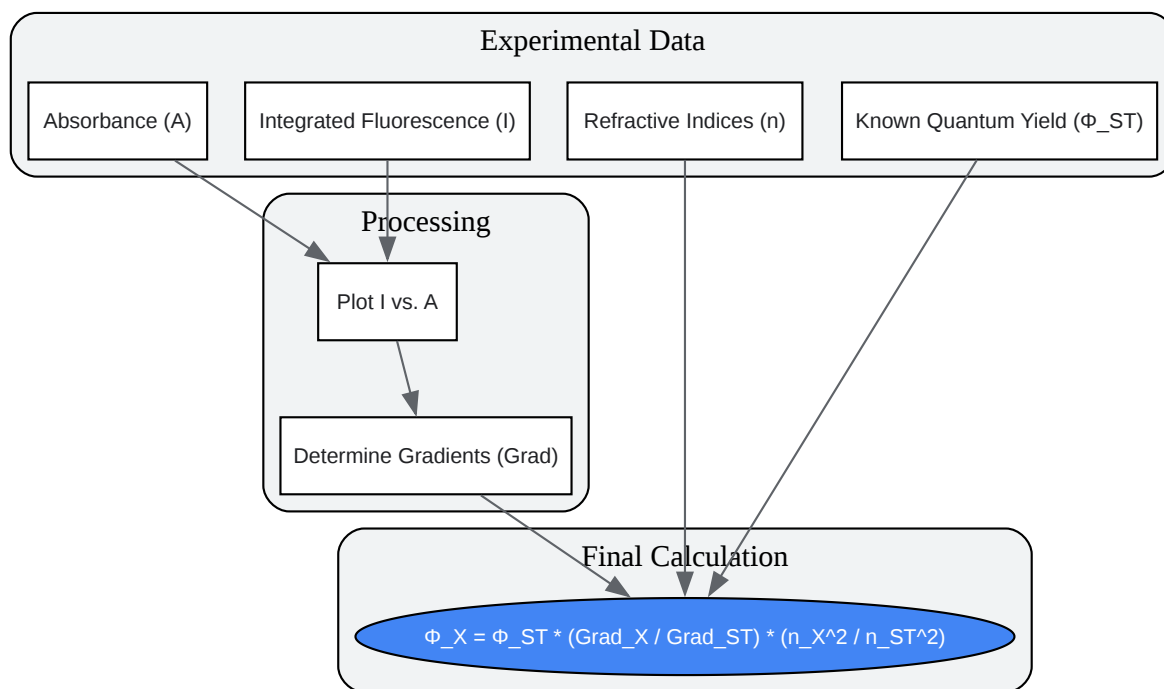 Experimental Data
Absorbance (A)
Integrated Fluorescence (I)
Refractive Indices (n)
Known Quantum Yield (Φ_ST)
Processing
Plot I vs. A
Determine Gradients (Grad)
Final Calculation
Φ_X = Φ_ST * (Grad_X / Grad_ST) * (n_X^2 / n_ST^2)